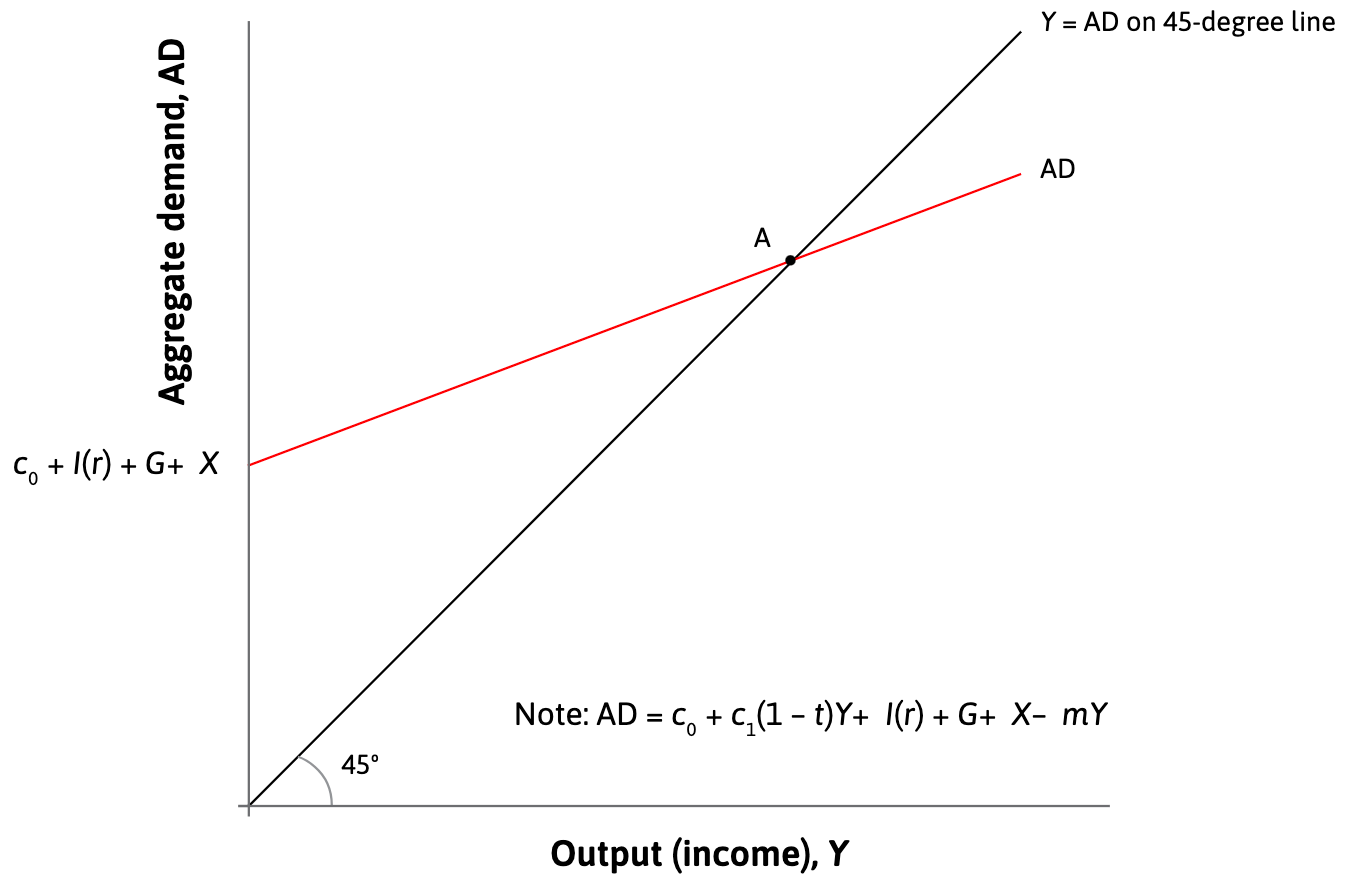 Y = AD on 45-degree line
Aggregate demand, AD
AD
A
c₀ + I(r) + G+ X
Note: AD = c₀ + c₁(1 – t)Y+ I(r) + G+ X– mY
45°
Output (income), Y